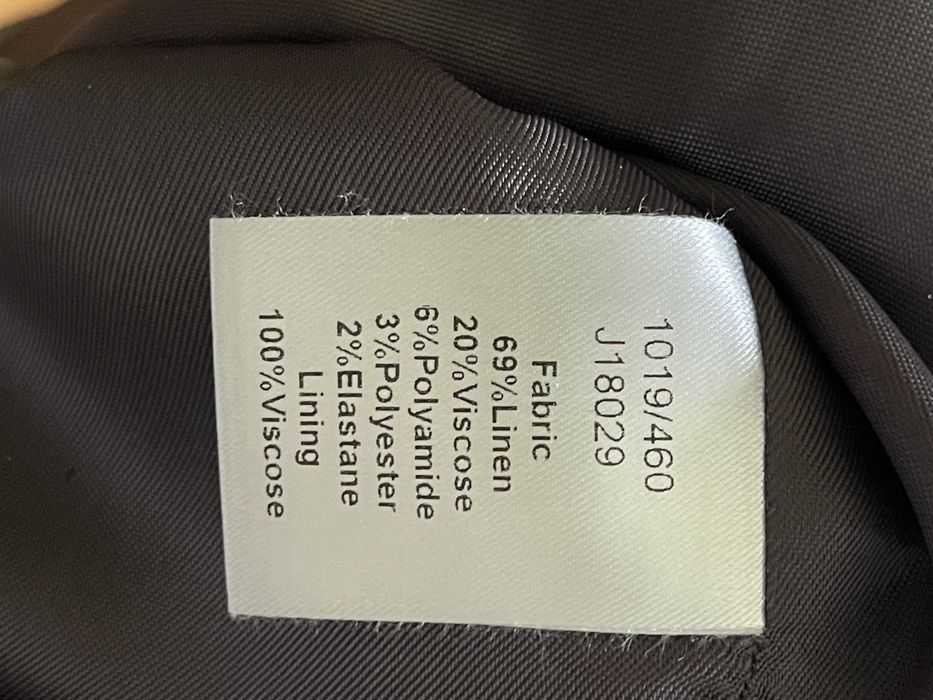 1019/460
J18029
Fabric
69%Linen
20%Viscose
6%Polyamide
3%Polyester
2%Elastane
Lining
100%Viscose